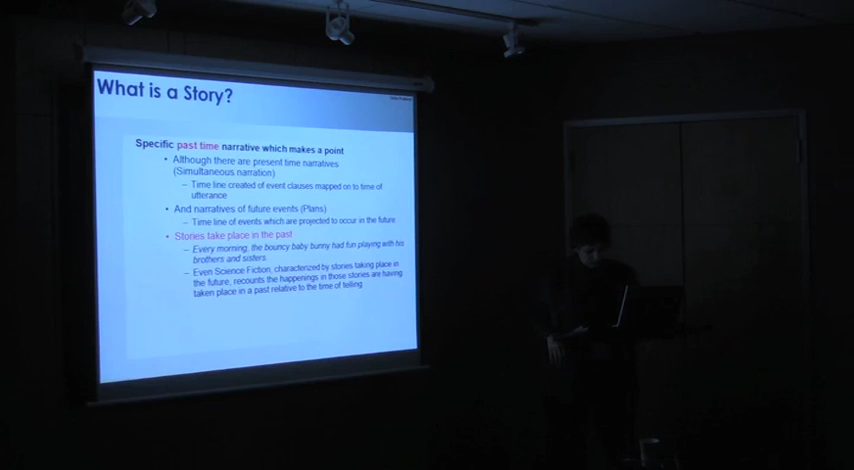 What is a Story?
Specific past time narrative which makes a point
• Although there are present time narratives
(Simultaneous narration)
– Time line created of event clauses mapped on to time of
utterance
• And narratives of future events (Plans)
– Time line of events which are projected to occur in the future
• Stories take place in the past
– Every morning, the bouncy baby bunny had fun playing with his
brothers and sisters.
– Even Science Fiction, characterized by stories taking place in
the future, recounts the happenings in those stories are having
taken place in a past relative to the time of telling